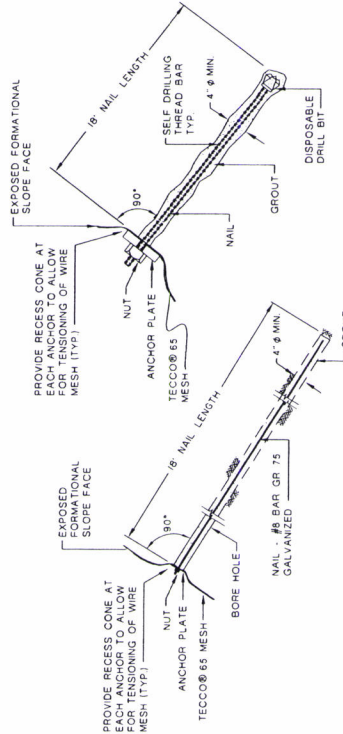 PROVIDE RECESS CONE AT
EACH ANCHOR TO ALLOW
FOR TENSIONING OF WIRE
MESH (TYP.)
EXPOSED
FORMATIONAL
SLOPE FACE
90°
18' NAIL LENGTH
NUT
ANCHOR PLATE
TECCO® 65 MESH
BORE HOLE
NAIL - #8 BAR GR 75
GALVANIZED
4" Ø MIN.
PROVIDE RECESS CONE AT
EACH ANCHOR TO ALLOW
FOR TENSIONING OF WIRE
MESH (TYP.)
EXPOSED FORMATIONAL
SLOPE FACE
90°
18' NAIL LENGTH
NUT
ANCHOR PLATE
TECCO® 65
MESH
SELF DRILLING
THREAD BAR
TYP.
4" Ø MIN.
NAIL
GROUT
DISPOSABLE
DRILL BIT